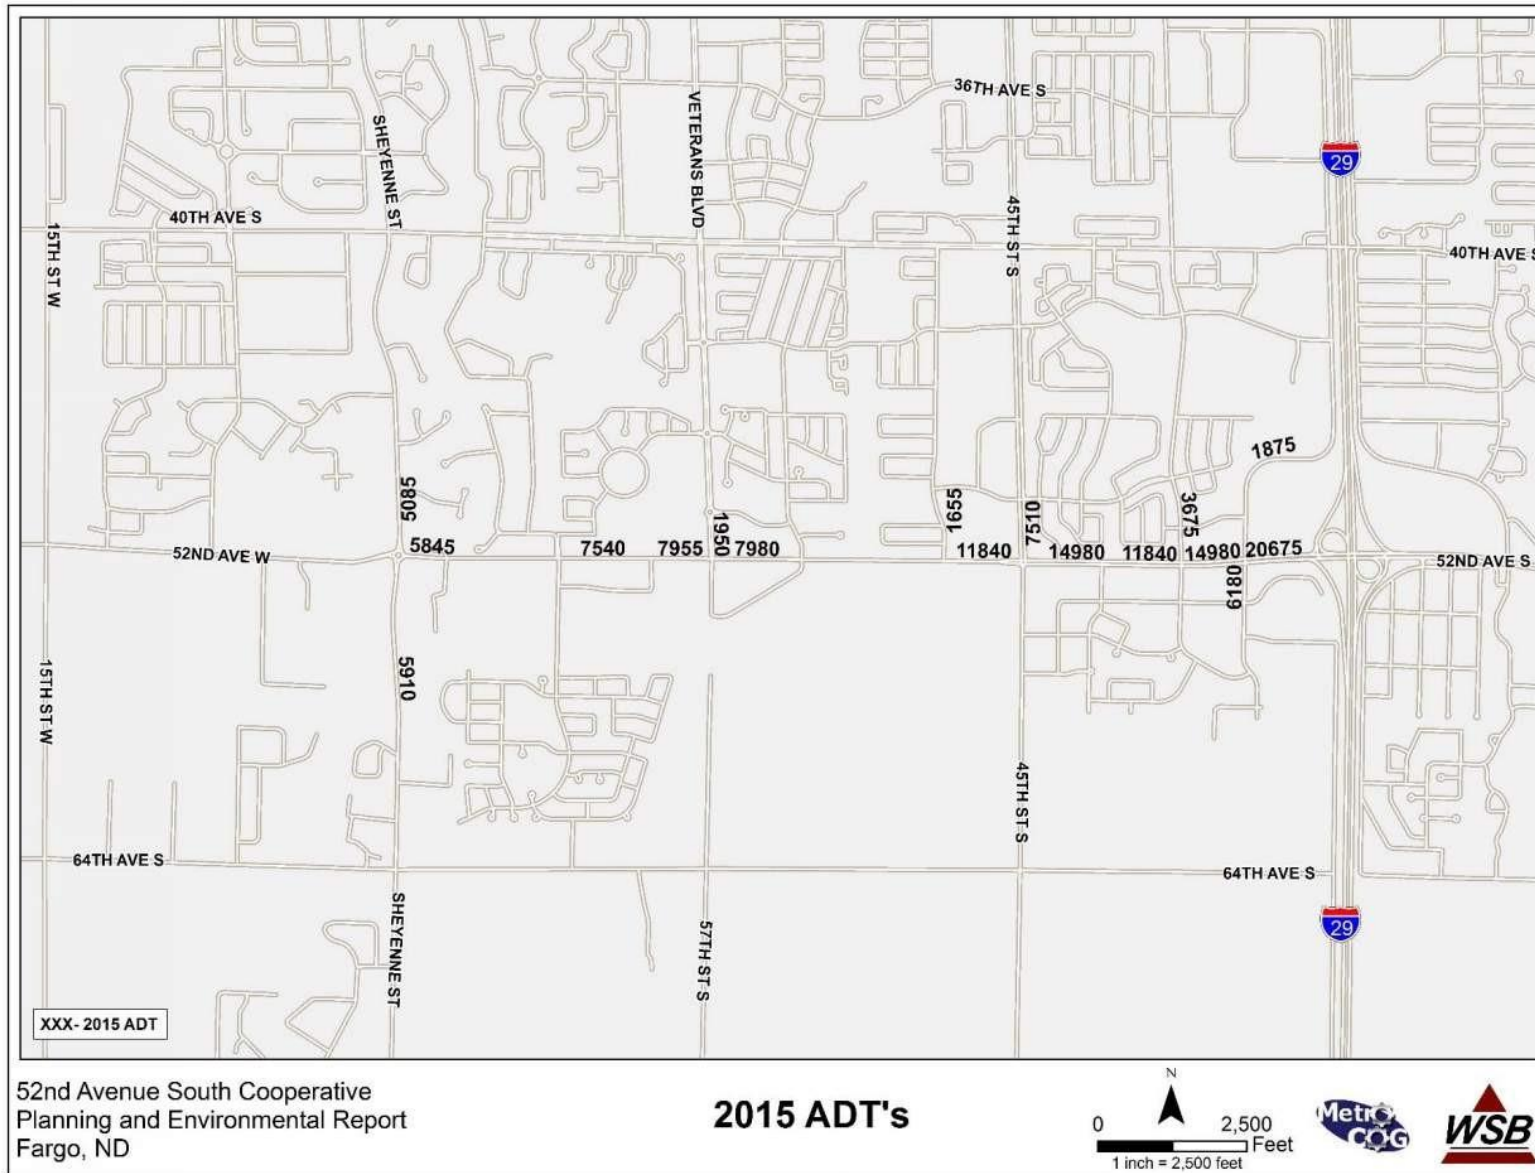 36TH AVE S
VETERANS BLVD
SHEYENNE ST
29
40TH AVE S
45TH ST S
15TH ST W
40TH AVE S
1875
5085
1655
7510
3675
1950
5845
7540
7955
7980
11840
14980
11840
14980
20675
52ND AVE W
52ND AVE S
6180
5910
15TH ST W
45TH ST S
64TH AVE S
64TH AVE S
SHEYENNE ST
57TH ST S
29
XXX- 2015 ADT
52nd Avenue South Cooperative
Planning and Environmental Report
Fargo, ND
2015 ADT's
N
0 2,500
Feet
1 inch = 2,500 feet
Metro
COG
WSB